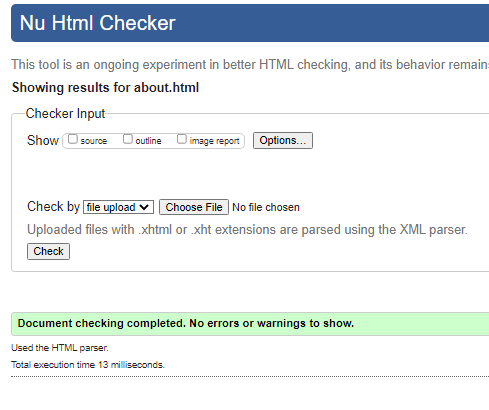 Nu Html Checker
This tool is an ongoing experiment in better HTML checking, and its behavior remains
Showing results for about.html
Checker Input
Show source outline image report Options...
Check by file upload Choose File No file chosen
Uploaded files with .xhtml or .xht extensions are parsed using the XML parser.
Check
Document checking completed. No errors or warnings to show.
Used the HTML parser.
Total execution time 13 milliseconds.